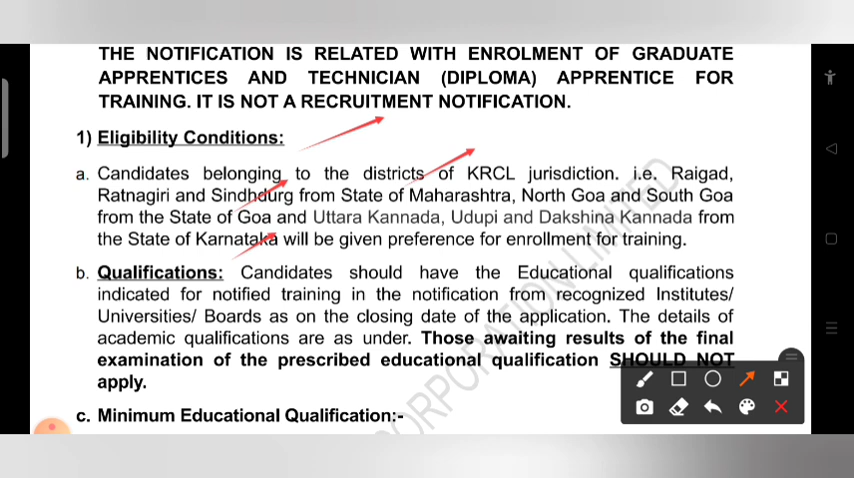 THE NOTIFICATION IS RELATED WITH ENROLMENT OF GRADUATE
APPRENTICES AND TECHNICIAN (DIPLOMA) APPRENTICE FOR
TRAINING. IT IS NOT A RECRUITMENT NOTIFICATION.
1) Eligibility Conditions:
a. Candidates belonging to the districts of KRCL jurisdiction. i.e. Raigad,
Ratnagiri and Sindhdurg from State of Maharashtra, North Goa and South Goa
from the State of Goa and Uttara Kannada, Udupi and Dakshina Kannada from
the State of Karnataka will be given preference for enrollment for training.
b. Qualifications: Candidates should have the Educational qualifications
indicated for notified training in the notification from recognized Institutes/
Universities/ Boards as on the closing date of the application. The details of
academic qualifications are as under. Those awaiting results of the final
examination of the prescribed educational qualification SHOULD NOT
apply.
c. Minimum Educational Qualification:-
ORPORATION LIMITED